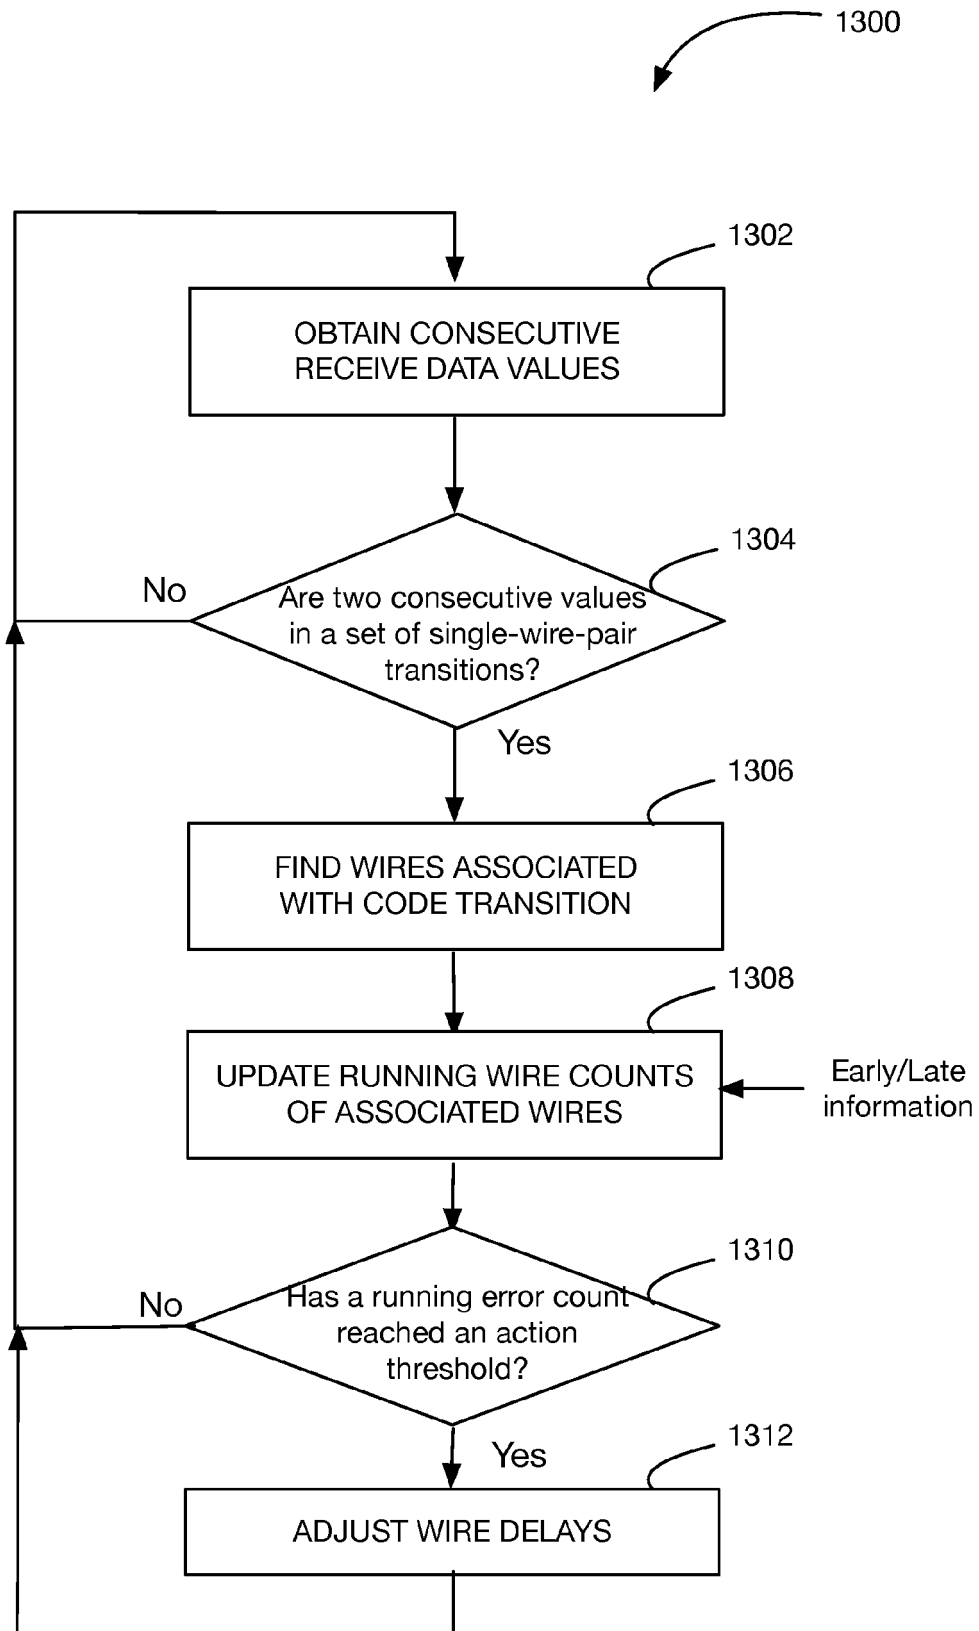 1300
1302
OBTAIN CONSECUTIVE
RECEIVE DATA VALUES
1304
No
Are two consecutive values
in a set of single-wire-pair
transitions?
Yes
1306
FIND WIRES ASSOCIATED
WITH CODE TRANSITION
1308
UPDATE RUNNING WIRE COUNTS
OF ASSOCIATED WIRES
Early/Late
information
1310
No
Has a running error count
reached an action
threshold?
Yes
1312
ADJUST WIRE DELAYS